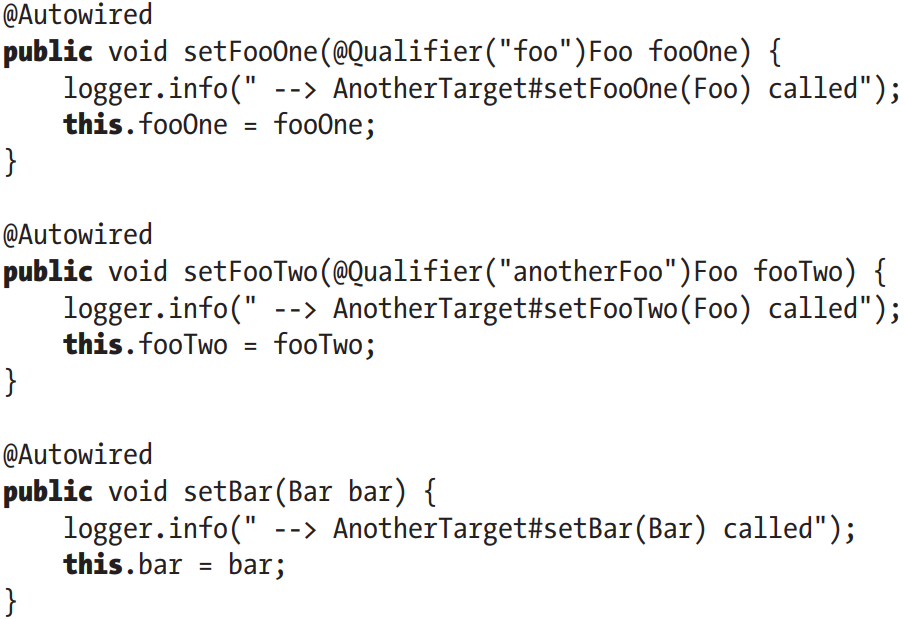 @Autowired
public void setFooOne(@Qualifier("foo")Foo fooOne) {
    logger.info(" --> AnotherTarget#setFooOne(Foo) called");
    this.fooOne = fooOne;
}

@Autowired
public void setFooTwo(@Qualifier("anotherFoo")Foo fooTwo) {
    logger.info(" --> AnotherTarget#setFooTwo(Foo) called");
    this.fooTwo = fooTwo;
}

@Autowired
public void setBar(Bar bar) {
    logger.info(" --> AnotherTarget#setBar(Bar) called");
    this.bar = bar;
}